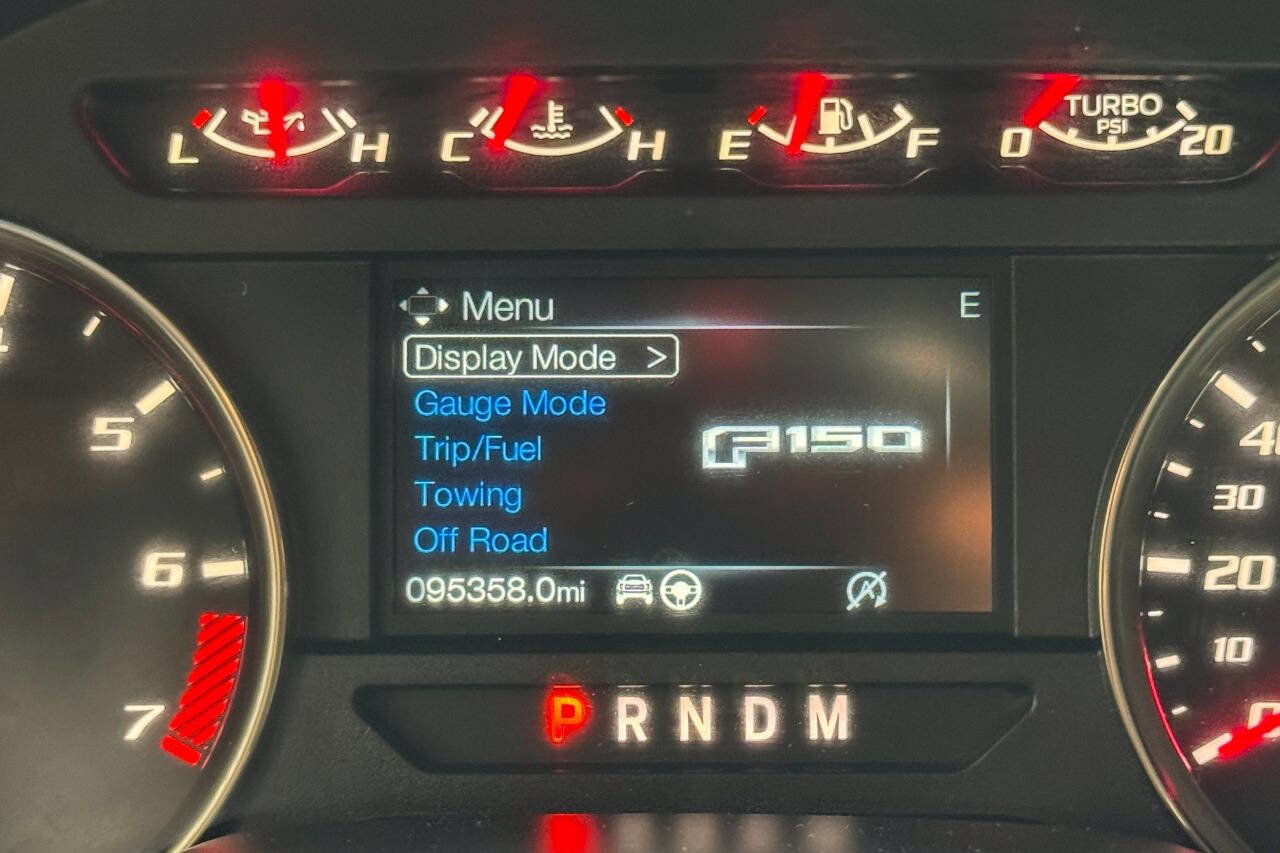 L H C H E F 0 TURBO PSI 20
Menu E
Display Mode >
Gauge Mode
Trip/Fuel
F150
Towing
Off Road
095358.0mi
P R N D M
5
6
7
30
20
10